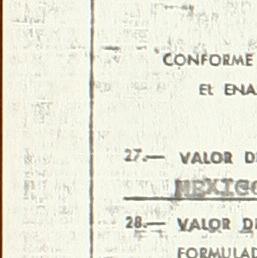 CONFORME
El ENA
27.— VALOR D
MEXICO
28.— VALOR D
FORMULAD